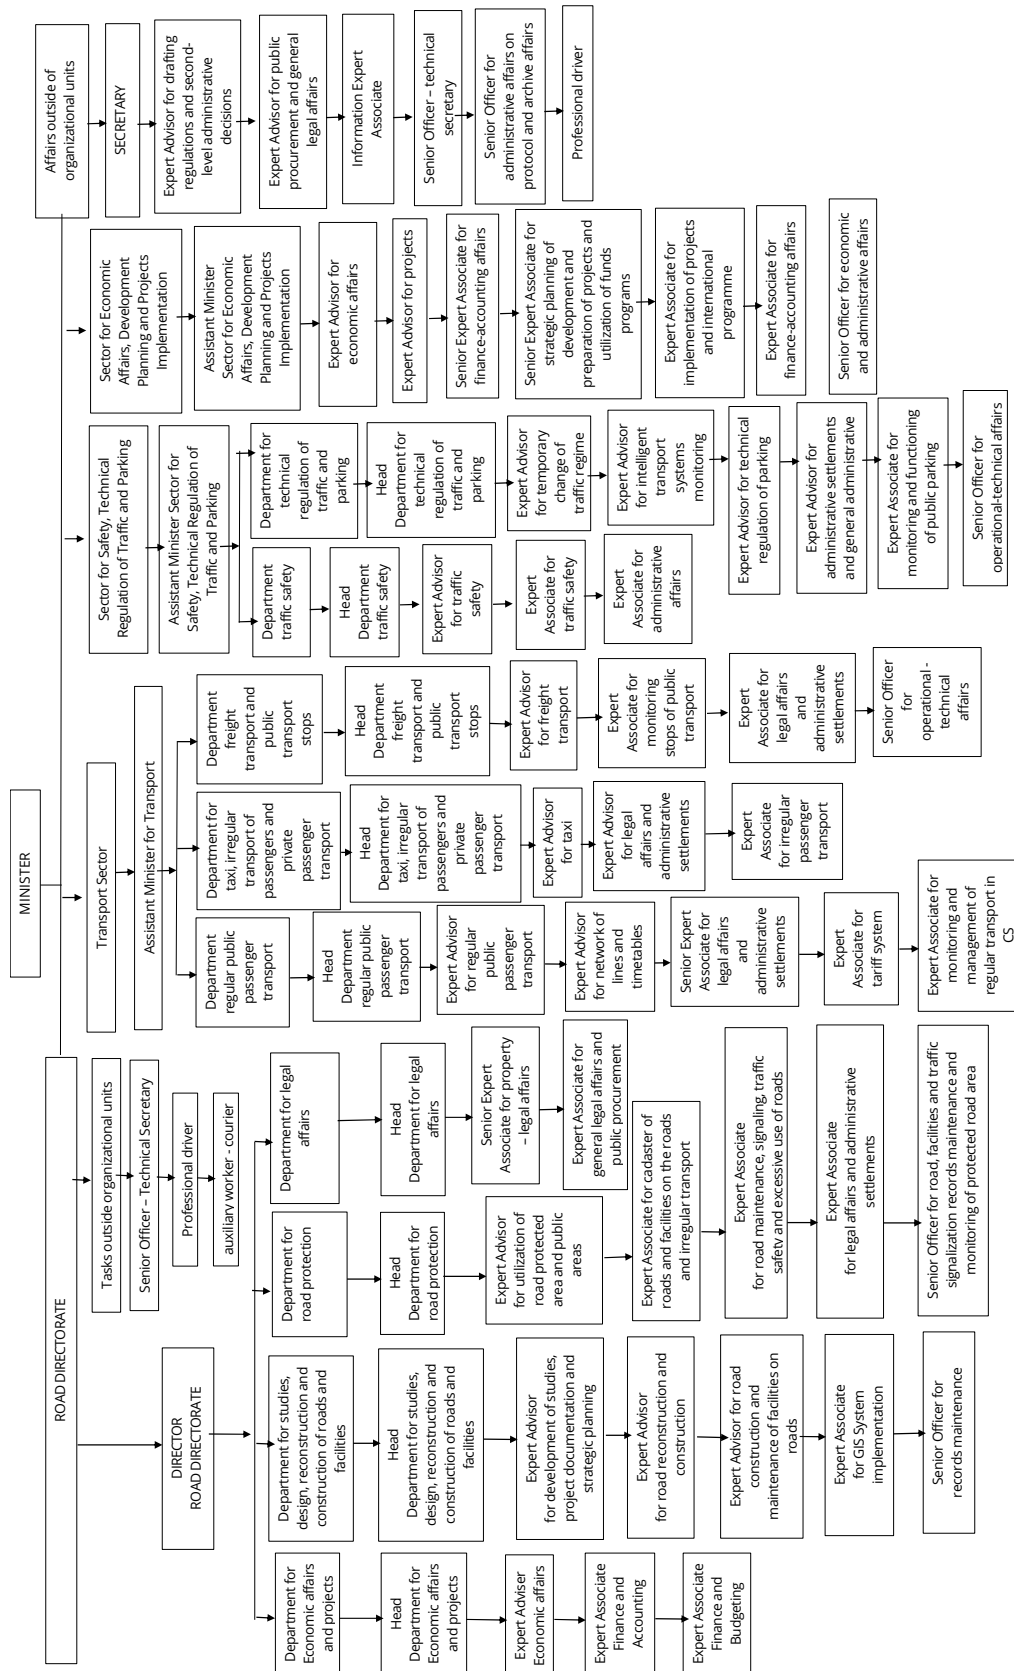 MINISTER
ROAD DIRECTORATE
Tasks outside organizational units
Senior Officer – Technical Secretary
Professional driver
auxiliary worker - courier
DIRECTOR
ROAD DIRECTORATE
Department for
Economic affairs
and projects
Head
Department for
Economic affairs
and projects
Expert Adviser
Economic affairs
Expert Associate
Finance and
Accounting
Expert Associate
Finance and
Budgeting
Department for studies,
design, reconstruction and
construction of roads and
facilities
Head
Department for studies,
design, reconstruction and
construction of roads and
facilities
Expert Advisor
for development of studies,
project documentation and
strategic planning
Expert Advisor
for road reconstruction and
construction
Expert Advisor for road
construction and
maintenance of facilities on
roads
Expert Associate
for GIS System
implementation
Senior Officer for
records maintenance
Department for
road protection
Head
Department for
road protection
Expert Advisor
for utilization of
road protected
area and public
areas
Expert Associate for cadaster of
roads and facilities on the roads
and irregular transport
Expert Associate
for road maintenance, signaling, traffic
safety and excessive use of roads
Expert Associate
for legal affairs and administrative
settlements
Senior Officer for road, facilities and traffic
signalization records maintenance and
monitoring of protected road area
Department for legal
affairs
Head
Department for legal
affairs
Senior Expert
Associate for property
– legal affairs
Expert Associate for
general legal affairs and
public procurement
Transport Sector
Assistant Minister for Transport
Department
regular public
passenger
transport
Head
Department
regular public
passenger
transport
Expert Advisor
for regular
public
passenger
transport
Expert Advisor
for network of
lines and
timetables
Senior Expert
Associate for
legal affairs
and
administrative
settlements
Expert
Associate for
tariff system
Expert Associate for
monitoring and
management of
regular transport in
CS
Department for
taxi, irregular
transport of
passengers and
private
passenger
transport
Head
Department for
taxi, irregular
transport of
passengers and
private
passenger
transport
Expert Advisor
for taxi
Expert Advisor
for legal
affairs and
administrative
settlements
Expert
Associate
for irregular
passenger
transport
Department
freight
transport and
public
transport
stops
Head
Department
freight
transport and
public
transport
stops
Expert Advisor
for freight
transport
Expert
Associate for
monitoring
stops of public
transport
Expert
Associate for
legal affairs
and
administrative
settlements
Senior Officer
for
operational -
technical
affairs
Sector for Safety, Technical
Regulation of Traffic and Parking
Assistant Minister Sector for
Safety, Technical Regulation of
Traffic and Parking
Department
traffic safety
Head
Department
traffic safety
Expert Advisor
for traffic
safety
Expert
Associate for
traffic safety
Expert
Associate for
administrative
affairs
Department for
technical
regulation of
traffic and
parking
Head
Department for
technical
regulation of
traffic and
parking
Expert Advisor
for temporary
change of
traffic regime
Expert Advisor
for intelligent
transport
systems
monitoring
Expert Advisor for technical
regulation of parking
Expert Advisor for
administrative settlements
and general administrative
Expert Associate for
monitoring and functioning
of public parking
Senior Officer for
operational-technical affairs
Sector for Economic
Affairs, Development
Planning and Projects
Implementation
Assistant Minister
Sector for Economic
Affairs, Development
Planning and Projects
Implementation
Expert Advisor for
economic affairs
Expert Advisor for projects
Senior Expert Associate for
finance-accounting affairs
Senior Expert Associate for
strategic planning of
development and
preparation of projects and
utilization of funds
programs
Expert Associate for
implementation of projects
and international
programme
Expert Associate for
finance-accounting affairs
Senior Officer for economic
and administrative affairs
Affairs outside of
organizational units
SECRETARY
Expert Advisor for drafting
regulations and second-
level administrative
decisions
Expert Advisor for public
procurement and general
legal affairs
Information Expert
Associate
Senior Officer – technical
secretary
Senior Officer for
administrative affairs on
protocol and archive affairs
Professional driver